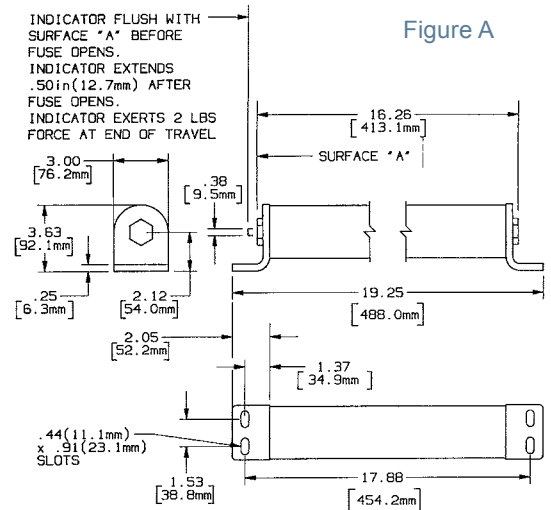 Figure A
INDICATOR FLUSH WITH
SURFACE "A" BEFORE
FUSE OPENS.
INDICATOR EXTENDS
.50in(12.7mm) AFTER
FUSE OPENS.
INDICATOR EXERTS 2 LBS
FORCE AT END OF TRAVEL
16.26
[413.1mm]
SURFACE "A"
3.00
[76.2mm]
.38
[9.5mm]
3.63
[92.1mm]
.25
[6.3mm]
2.12
[54.0mm]
19.25
[488.0mm]
2.05
[52.2mm]
1.37
[34.9mm]
.44(11.1mm)
x .91(23.1mm)
SLOTS
1.53
[38.8mm]
17.88
[454.2mm]